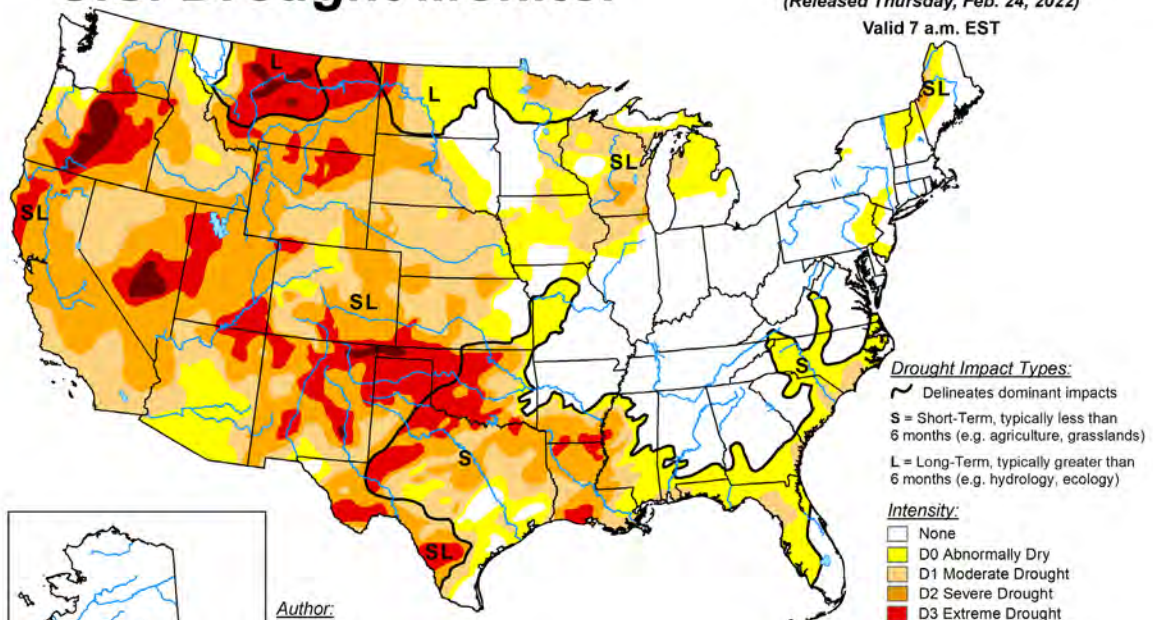 (Released Thursday, Feb. 24, 2022)
Valid 7 a.m. EST
L
L
SL
SL
SL
SL
S
S
SL
Drought Impact Types:
Delineates dominant impacts
S = Short-Term, typically less than
6 months (e.g. agriculture, grasslands)
L = Long-Term, typically greater than
6 months (e.g. hydrology, ecology)
Intensity:
None
D0 Abnormally Dry
D1 Moderate Drought
D2 Severe Drought
D3 Extreme Drought
Author: